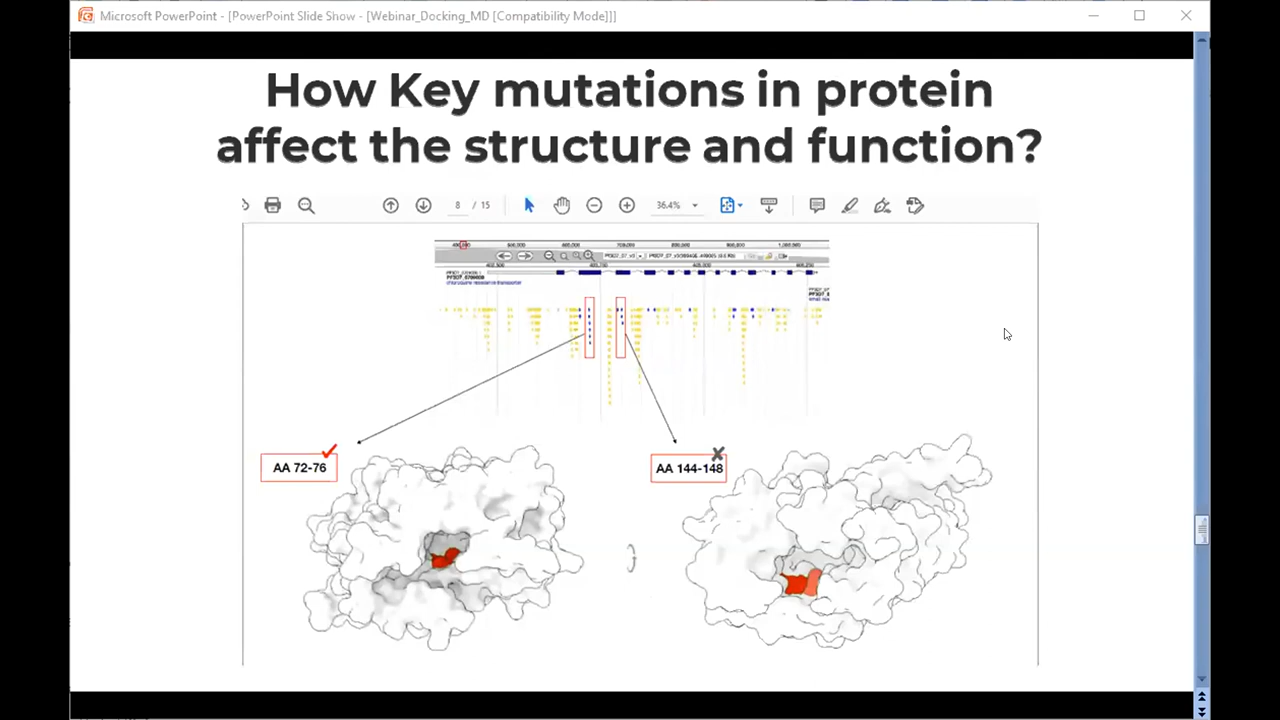 Microsoft PowerPoint - [PowerPoint Slide Show - [Webinar_Docking_MD [Compatibility Mode]]]
How Key mutations in protein
affect the structure and function?
8 / 15
36.4%
AA 72-76
AA 144-148